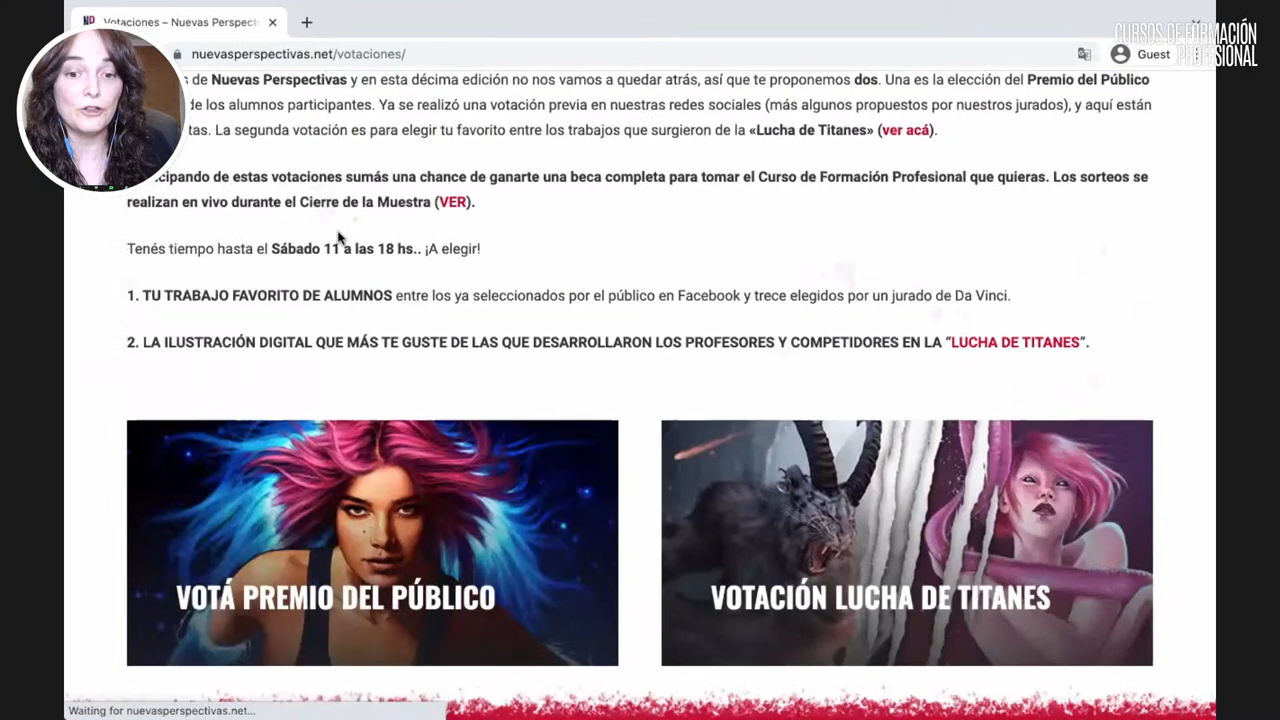 Votaciones – Nuevas Perspect
CURSOS DE FORMACIÓN
PROFESIONAL
nuevasperspectivas.net/votaciones/
Guest
de Nuevas Perspectivas y en esta décima edición no nos vamos a quedar atrás, así que te proponemos dos. Una es la elección del Premio del Público
de los alumnos participantes. Ya se realizó una votación previa en nuestras redes sociales (más algunos propuestos por nuestros jurados), y aquí están
La segunda votación es para elegir tu favorito entre los trabajos que surgieron de la «Lucha de Titanes» (ver acá).
de estas votaciones sumás una chance de ganarte una beca completa para tomar el Curso de Formación Profesional que quieras. Los sorteos se
realizan en vivo durante el Cierre de la Muestra (VER).
Tenés tiempo hasta el Sábado 11 a las 18 hs.. ¡A elegir!
1. TU TRABAJO FAVORITO DE ALUMNOS entre los ya seleccionados por el público en Facebook y trece elegidos por un jurado de Da Vinci.
2. LA ILUSTRACIÓN DIGITAL QUE MÁS TE GUSTE DE LAS QUE DESARROLLARON LOS PROFESORES Y COMPETIDORES EN LA “LUCHA DE TITANES”.
VOTÁ PREMIO DEL PÚBLICO
VOTACIÓN LUCHA DE TITANES
Waiting for nuevasperspectivas.net...